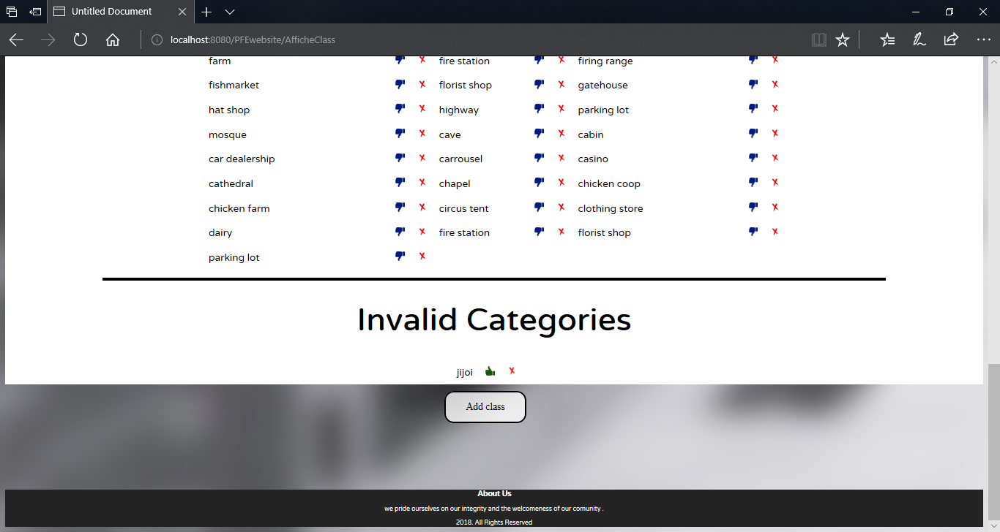 Untitled Document
localhost:8080/PFEwebsite/AfficheClass
farm fire station firing range
fishmarket florist shop gatehouse
hat shop highway parking lot
mosque cave cabin
car dealership carrousel casino
cathedral chapel chicken coop
chicken farm circus tent clothing store
dairy fire station florist shop
parking lot
Invalid Categories
jijoi
Add class
About Us
we pride ourselves on our integrity and the welcomeness of our comunity .
2018. All Rights Reserved